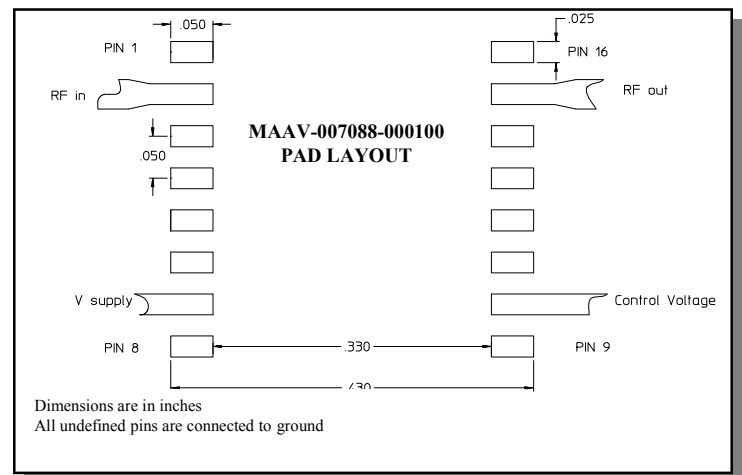 .050
.025
PIN 1
PIN 16
RF in
RF out
MAAV-007088-000100
PAD LAYOUT
.050
V supply
Control Voltage
PIN 8
.330
PIN 9
.430
Dimensions are in inches
All undefined pins are connected to ground